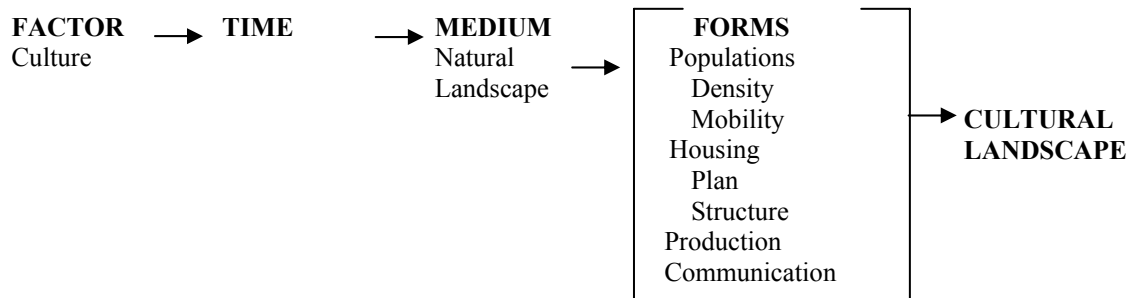 FACTOR
Culture
TIME
MEDIUM
Natural
Landscape
FORMS
Populations
Density
Mobility
Housing
Plan
Structure
Production
Communication
CULTURAL
LANDSCAPE